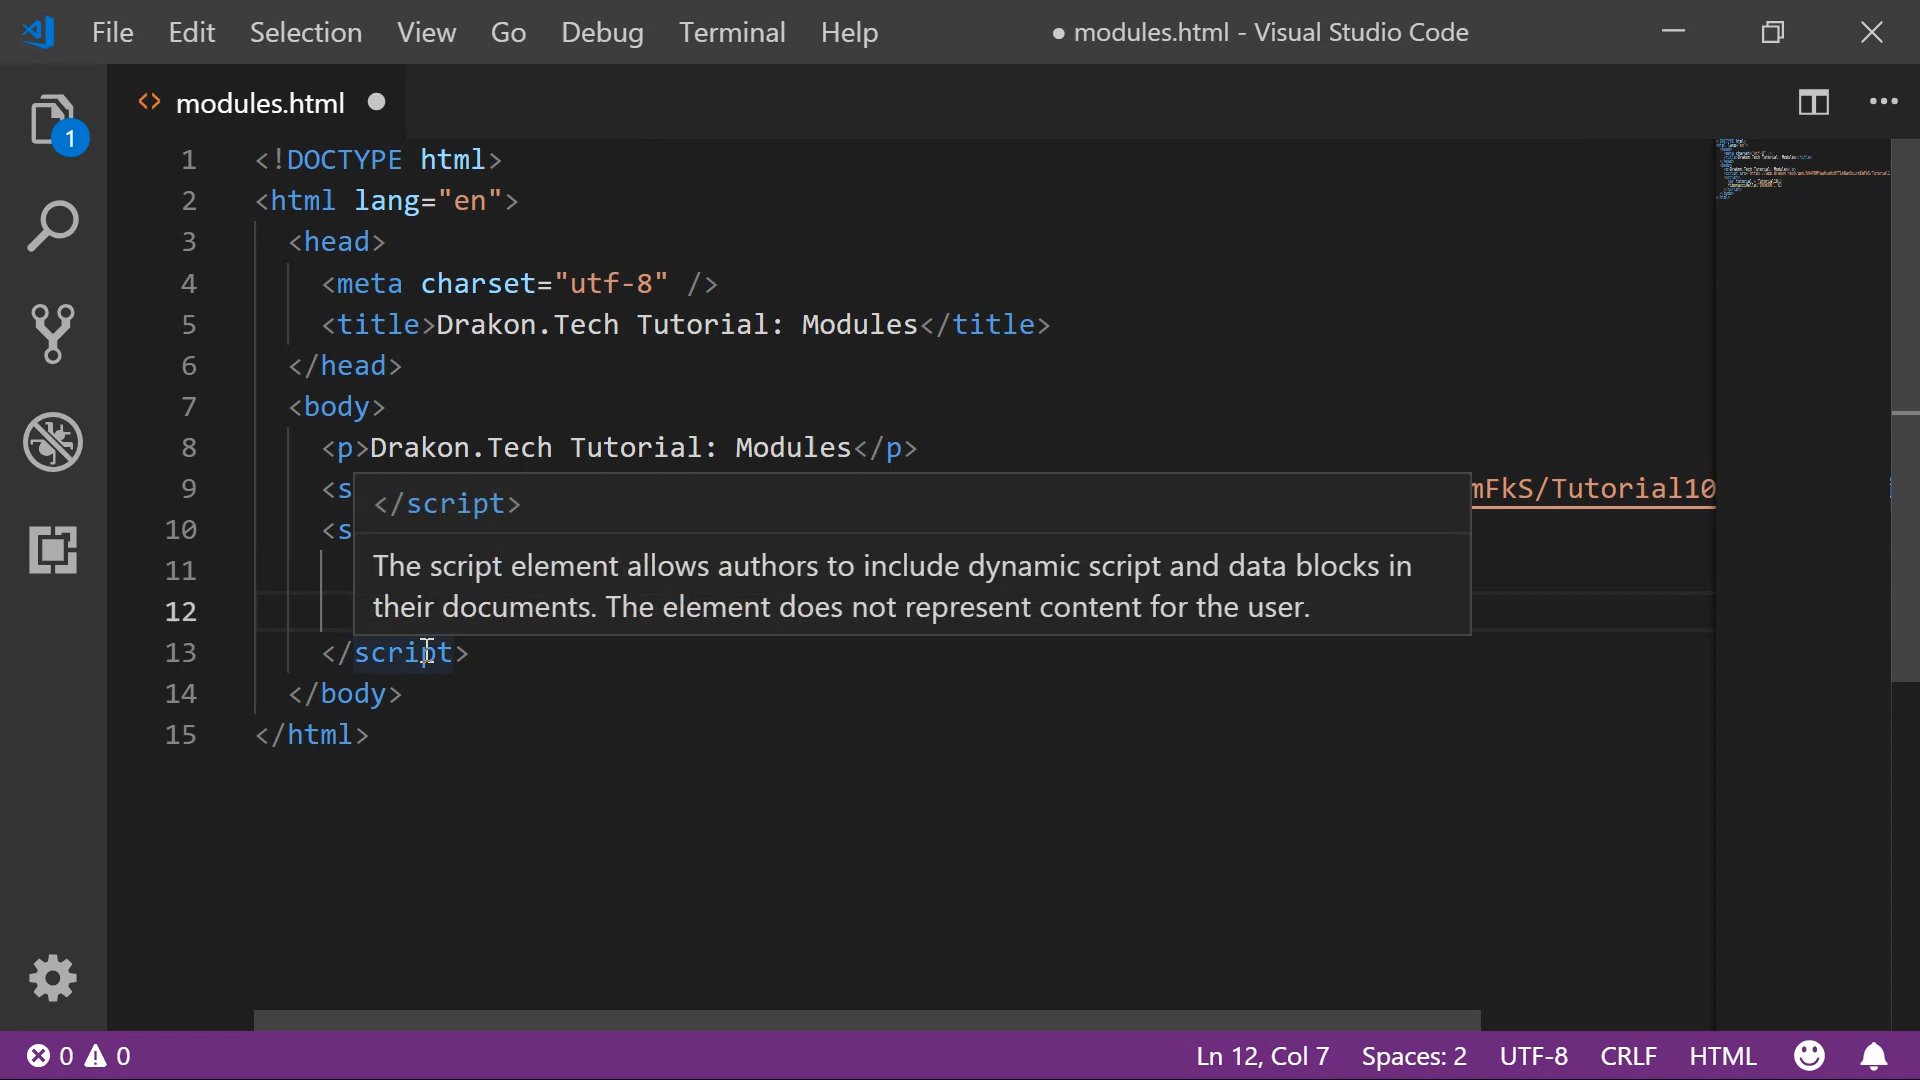 File Edit Selection View Go Debug Terminal Help ● modules.html - Visual Studio Code
<> modules.html ●
1
1 <!DOCTYPE html>
2 <html lang="en">
3 <head>
4 <meta charset="utf-8" />
5 <title>Drakon.Tech Tutorial: Modules</title>
6 </head>
7 <body>
8 <p>Drakon.Tech Tutorial: Modules</p>
9 <s mFkS/Tutorial10
10 <s
11
12
</script>
The script element allows authors to include dynamic script and data blocks in
their documents. The element does not represent content for the user.
13 </script>
14 </body>
15 </html>
0 0 Ln 12, Col 7 Spaces: 2 UTF-8 CRLF HTML